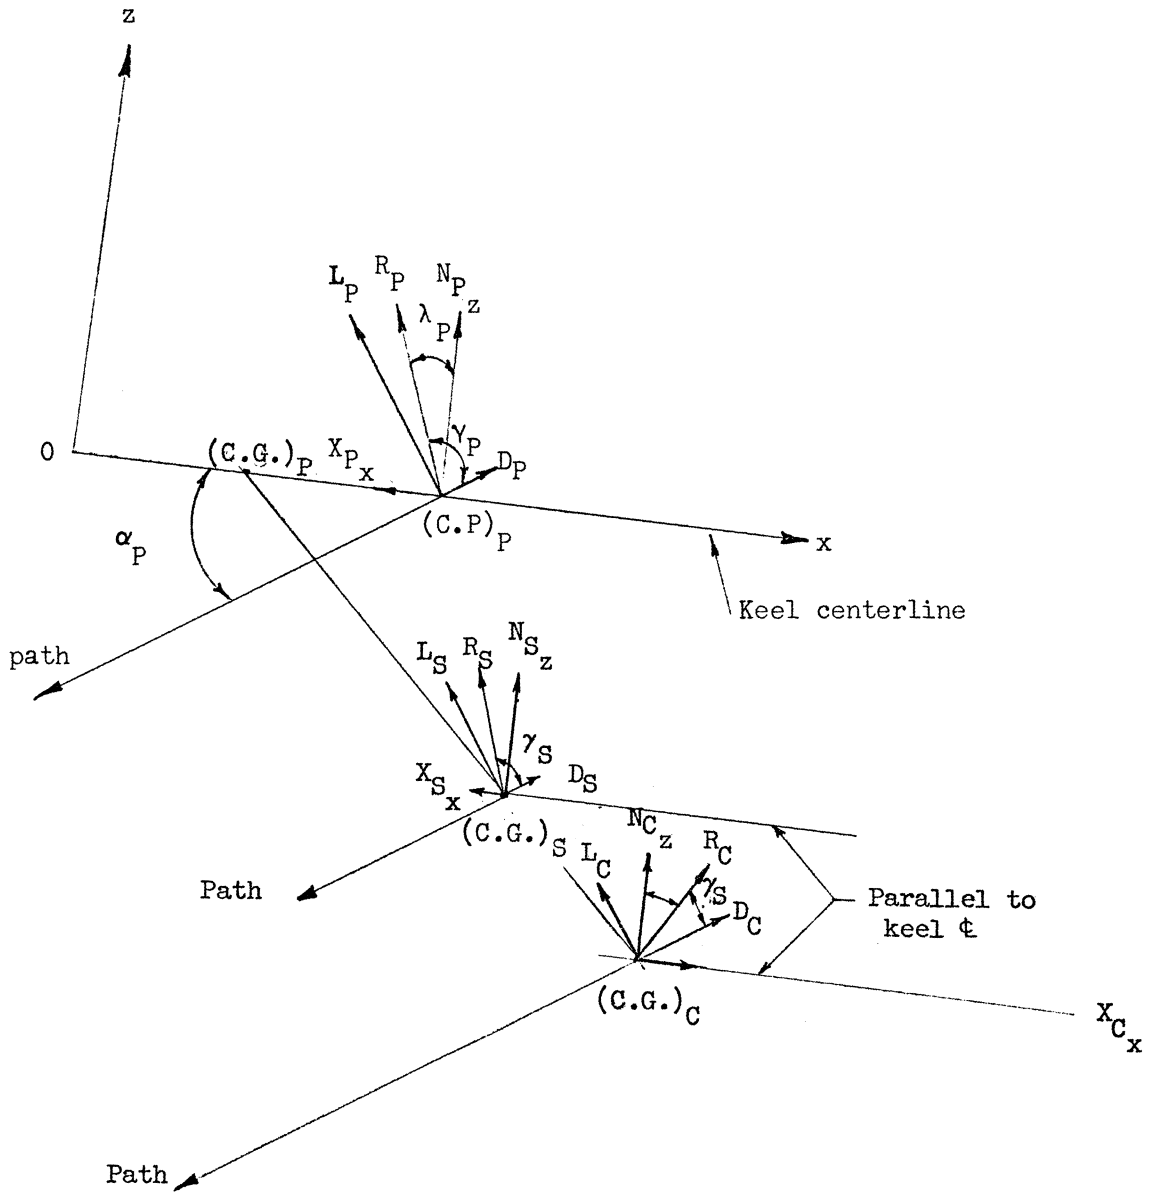 z
L_P R_P N_P_z
λ_P
γ_P
O (C.G.)_P X_P_x D_P
(C.P)_P
x
α_P
Keel centerline
path
L_S R_S N_S_z
γ_S
X_S_x D_S
(C.G.)_S
N_C_z
L_C R_C
γ_S
D_C
Path
Parallel to
keel ℄
(C.G.)_C
X_C_x
Path